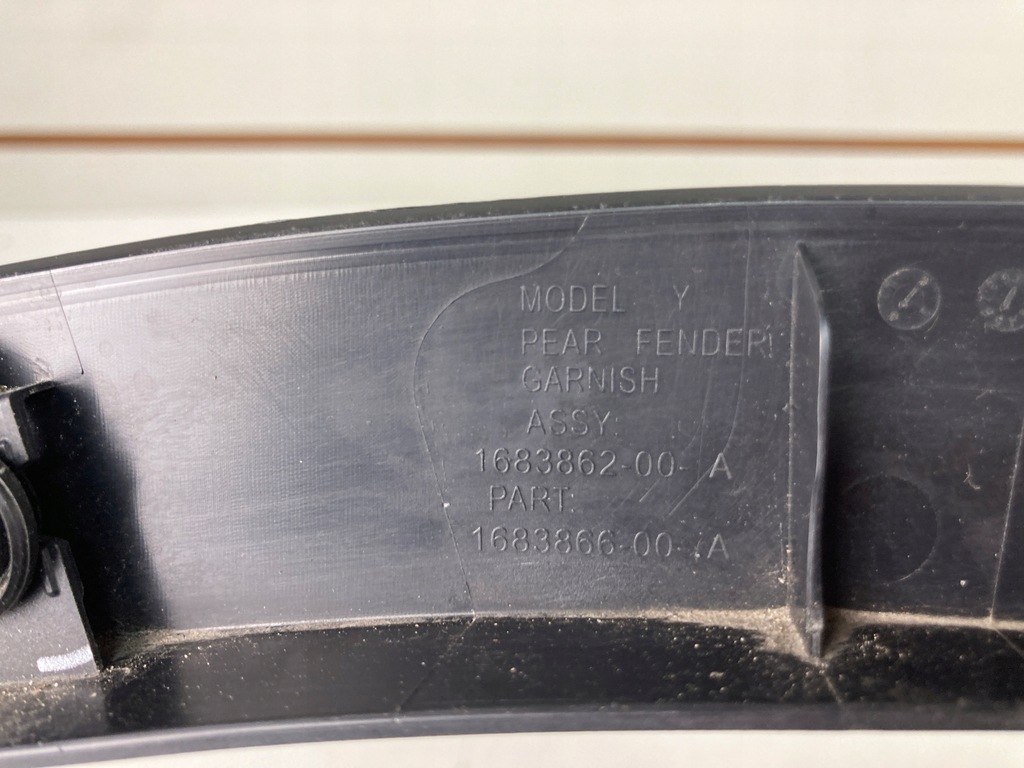 MODEL Y
PEAR FENDER
GARNISH
ASSY:
1683862-00-A
PART:
1683866-00-A